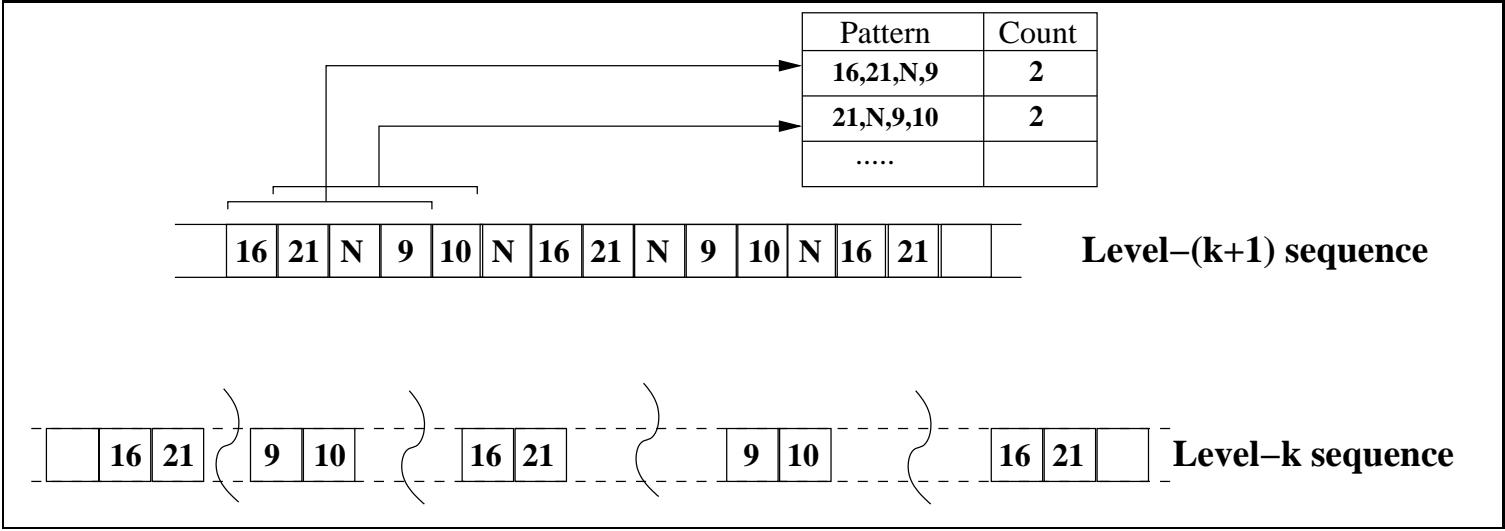 Pattern Count
16,21,N,9 2
21,N,9,10 2
.....
16 21 N 9 10 N 16 21 N 9 10 N 16 21 Level−(k+1) sequence
16 21 9 10 16 21 9 10 16 21 Level−k sequence